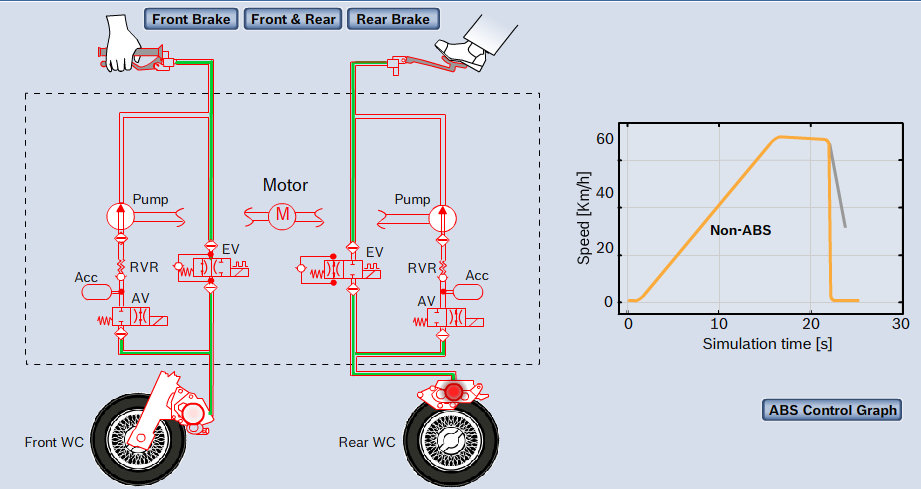 Front Brake
Front & Rear
Rear Brake
Pump
Motor
M
Pump
EV
EV
RVR
RVR
Acc
Acc
AV
AV
Front WC
Rear WC
60
40
20
0
Speed [Km/h]
Non-ABS
0
10
20
30
Simulation time [s]
ABS Control Graph